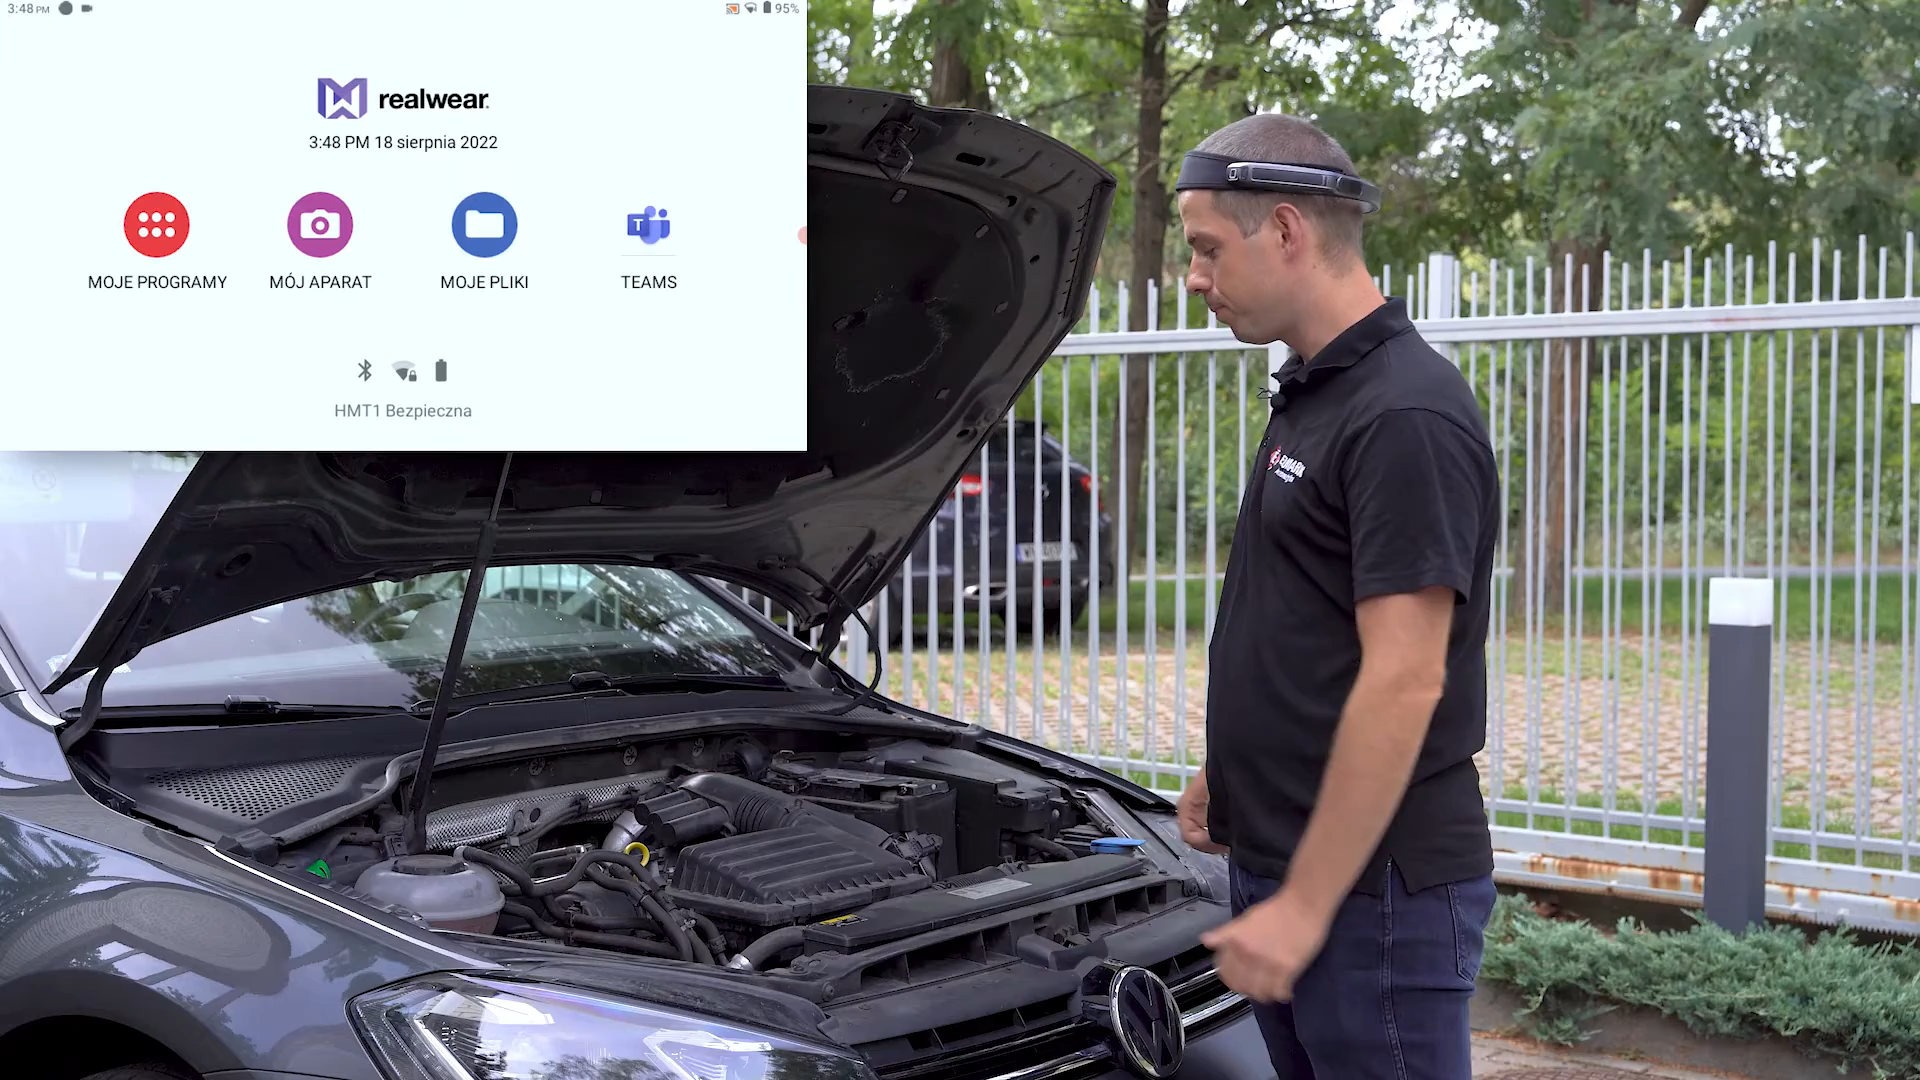 3:48 PM
95%
realwear
3:48 PM 18 sierpnia 2022
MOJE PROGRAMY
MÓJ APARAT
MOJE PLIKI
TEAMS
HMT1 Bezpieczna